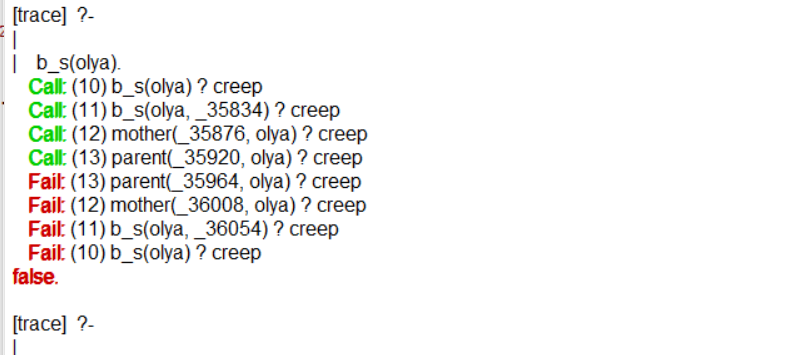 [trace]  ?-
|
|    b_s(olya).
   Call: (10) b_s(olya) ? creep
   Call: (11) b_s(olya, _35834) ? creep
   Call: (12) mother(_35876, olya) ? creep
   Call: (13) parent(_35920, olya) ? creep
   Fail: (13) parent(_35964, olya) ? creep
   Fail: (12) mother(_36008, olya) ? creep
   Fail: (11) b_s(olya, _36054) ? creep
   Fail: (10) b_s(olya) ? creep
false.
[trace]  ?-
|